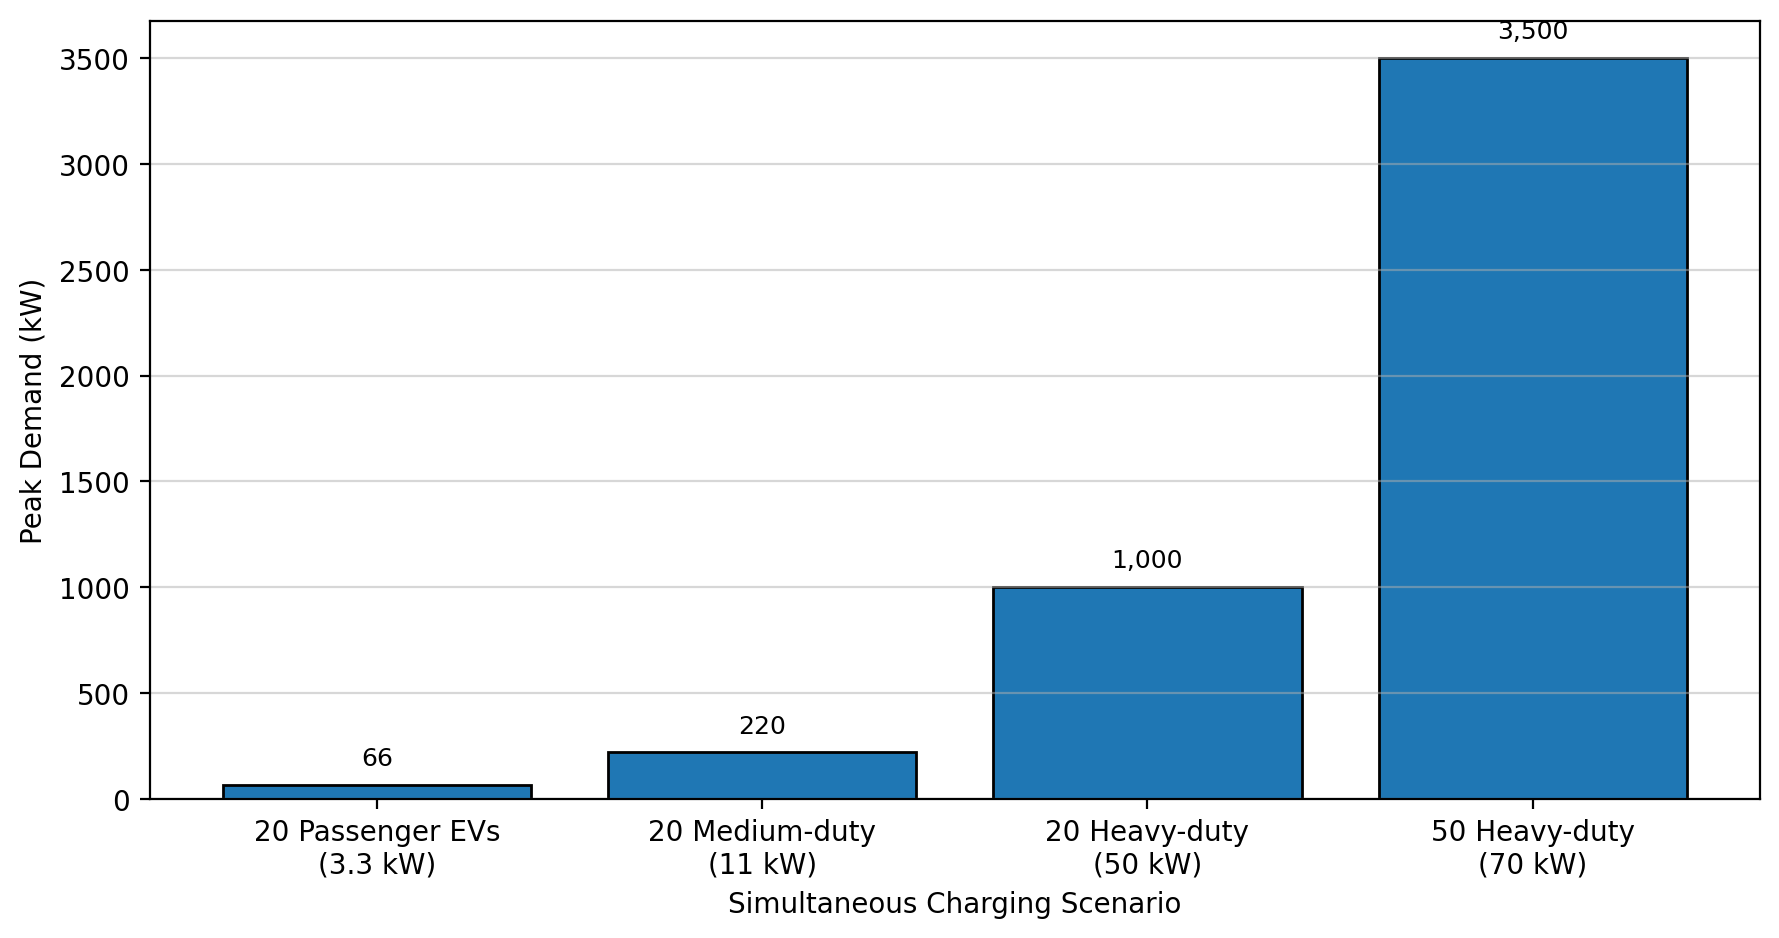 3,500
3500
3000
2500
2000
1500
1000
500
0
Peak Demand (kW)
1,000
220
66
20 Passenger EVs
(3.3 kW)
20 Medium-duty
(11 kW)
20 Heavy-duty
(50 kW)
50 Heavy-duty
(70 kW)
Simultaneous Charging Scenario